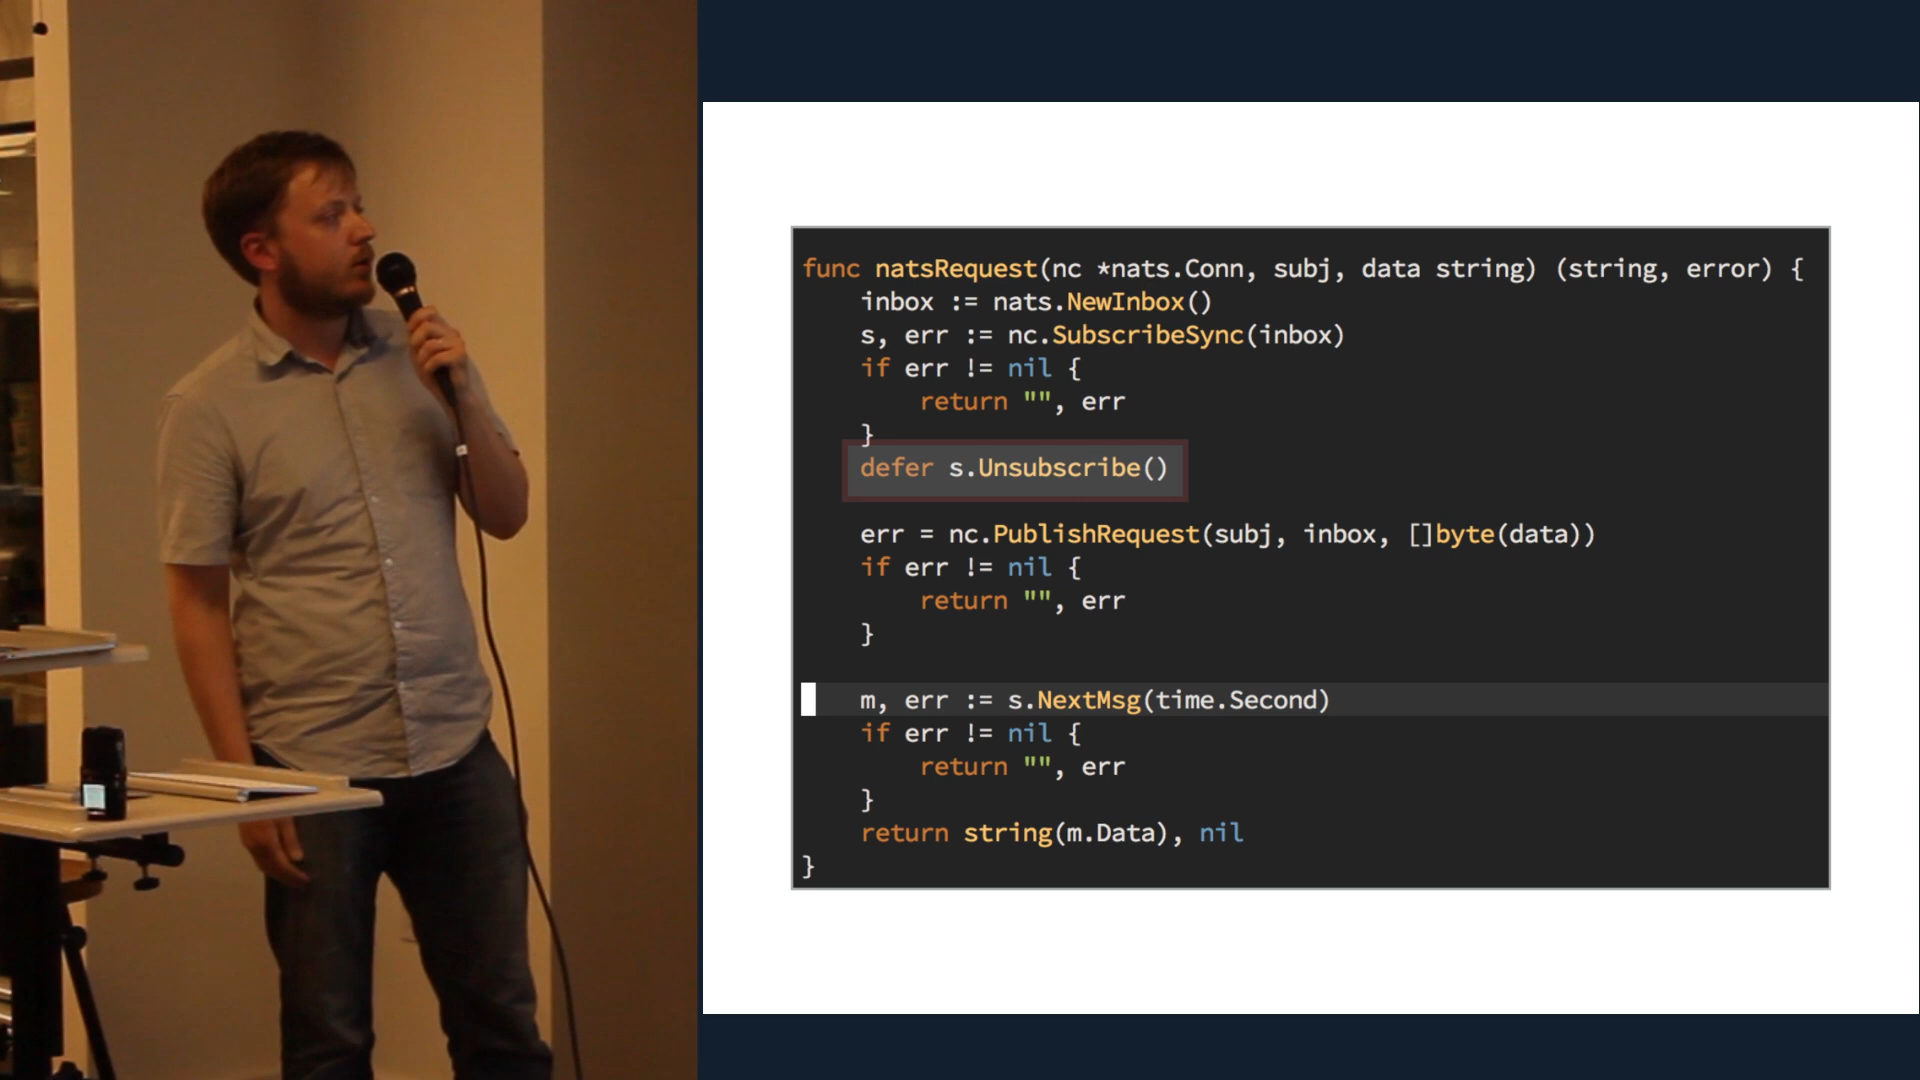 func natsRequest(nc *nats.Conn, subj, data string) (string, error) {
    inbox := nats.NewInbox()
    s, err := nc.SubscribeSync(inbox)
    if err != nil {
        return "", err
    }
    defer s.Unsubscribe()
    err = nc.PublishRequest(subj, inbox, []byte(data))
    if err != nil {
        return "", err
    }
    m, err := s.NextMsg(time.Second)
    if err != nil {
        return "", err
    }
    return string(m.Data), nil
}